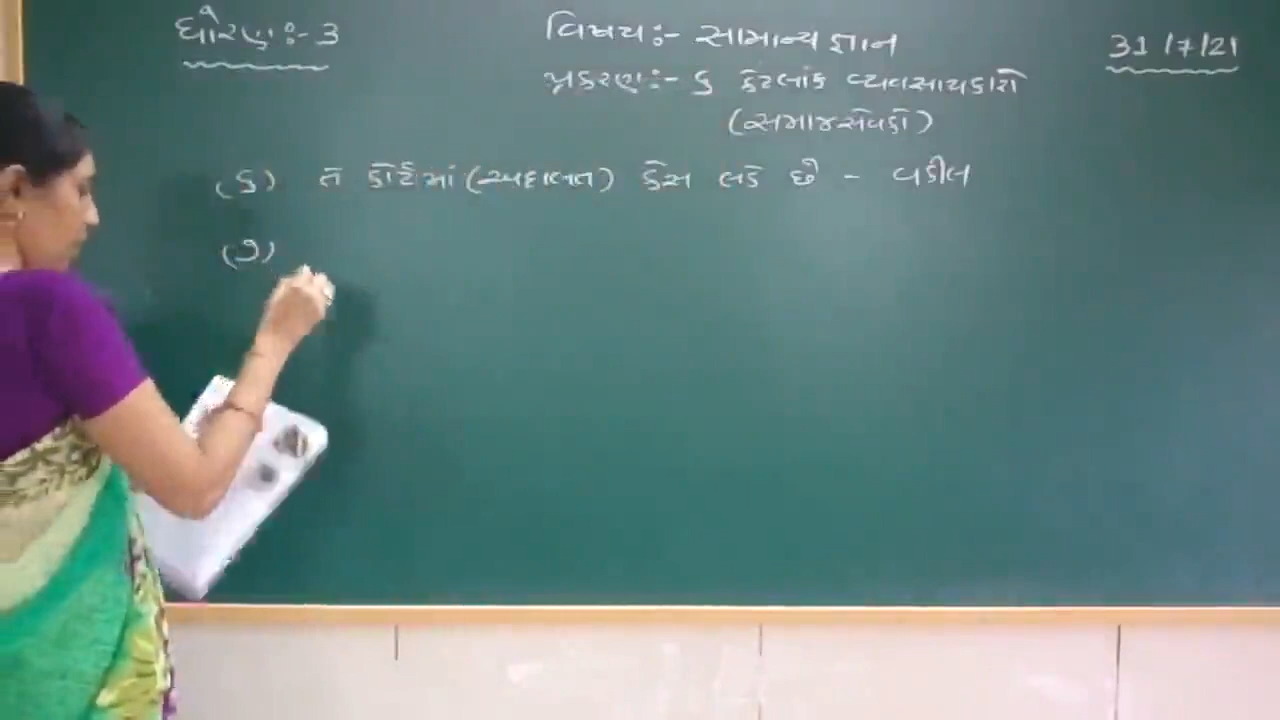 ધોરણ:- 3
વિષય:- સામાન્ય જ્ઞાન
31/7/21
પ્રકરણ:- ૬ કેટલાંક વ્યવસાયકારો
(સમાજસેવકો)
(૬) તે કોર્ટમાં (અદાલત) કેસ લડે છે - વકીલ
(૭)